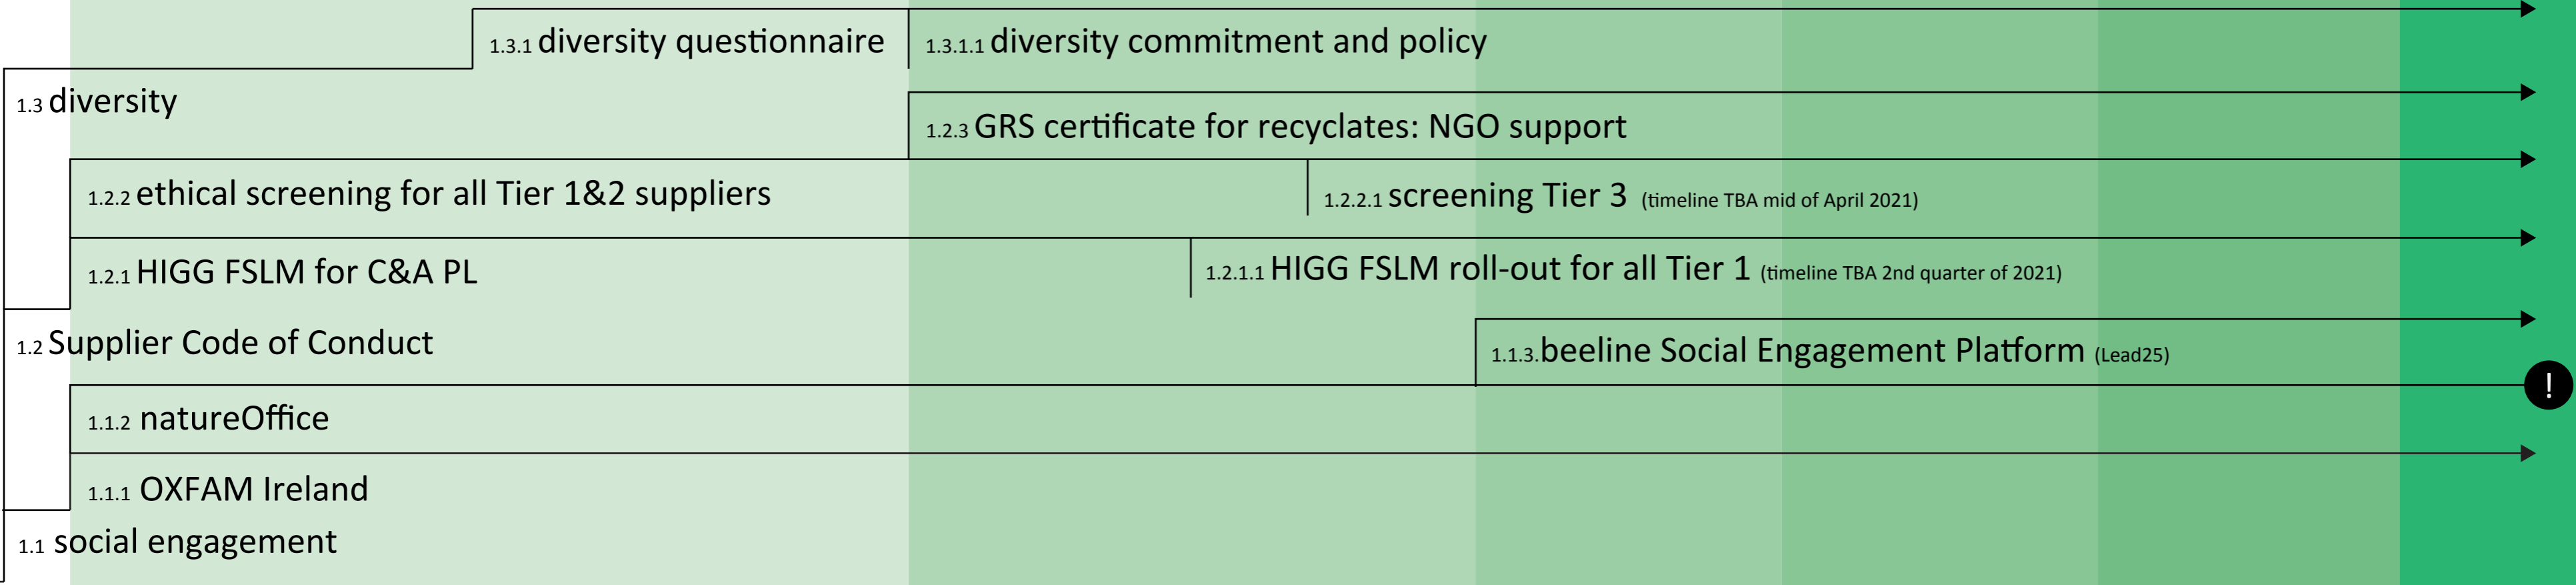 1.3.1 diversity questionnaire
1.3.1.1 diversity commitment and policy
1.3 diversity
1.2.3 GRS certificate for recyclates: NGO support
1.2.2 ethical screening for all Tier 1&2 suppliers
1.2.2.1 screening Tier 3 (timeline TBA mid of April 2021)
1.2.1 HIGG FSLM for C&A PL
1.2.1.1 HIGG FSLM roll-out for all Tier 1 (timeline TBA 2nd quarter of 2021)
1.2 Supplier Code of Conduct
1.1.3.beeline Social Engagement Platform (Lead25)
!
1.1.2 natureOffice
1.1.1 OXFAM Ireland
1.1 social engagement